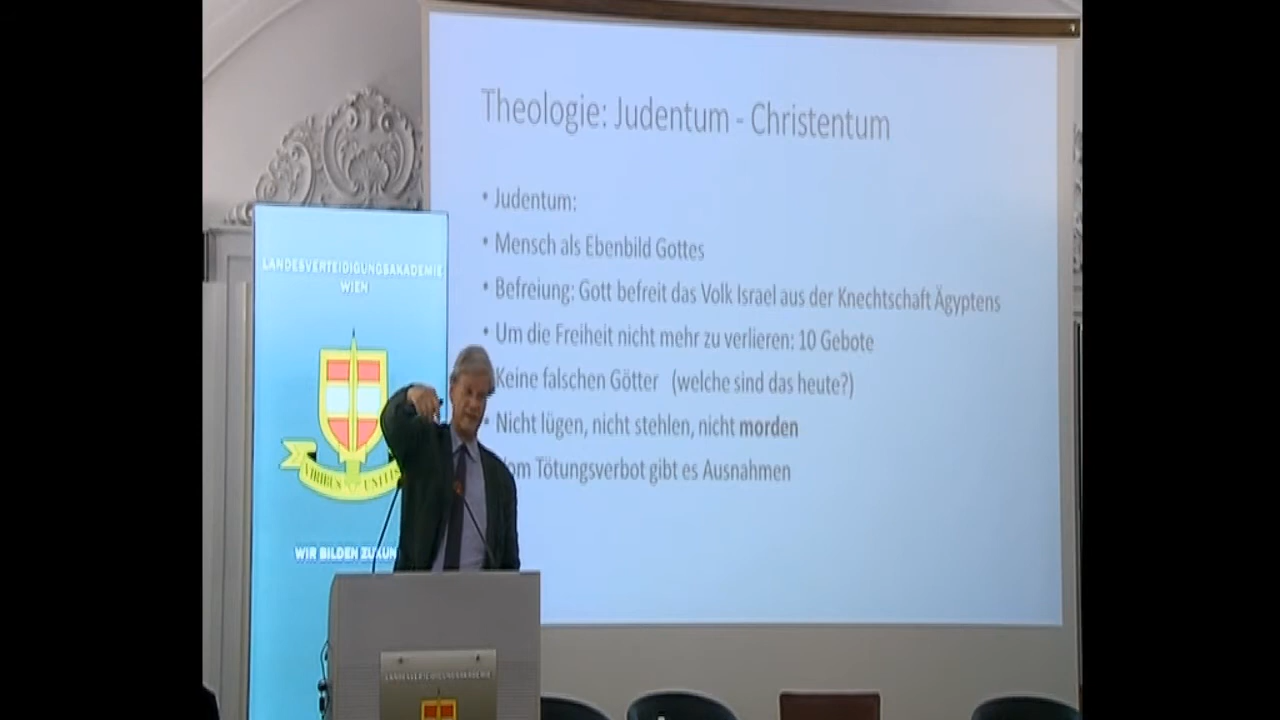 Theologie: Judentum - Christentum
• Judentum:
• Mensch als Ebenbild Gottes
• Befreiung: Gott befreit das Volk Israel aus der Knechtschaft Ägyptens
• Um die Freiheit nicht mehr zu verlieren: 10 Gebote
Keine falschen Götter (welche sind das heute?)
• Nicht lügen, nicht stehlen, nicht morden
Tötungsverbot gibt es Ausnahmen
LANDESVERTEIDIGUNGSAKADEMIE
WIEN
VIRIBUS UNITIS
WIR BILDEN
LANDESVERTEIDIGUNGSAKADEMIE